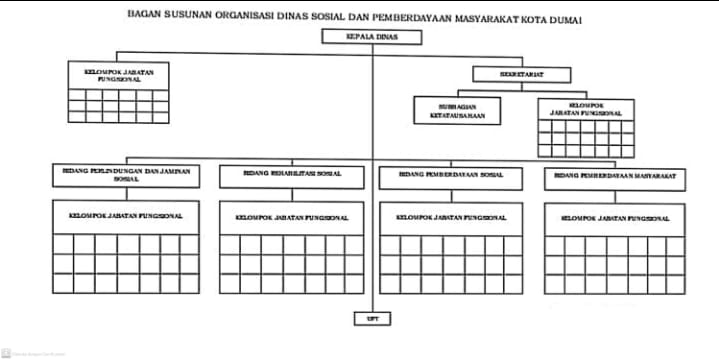 BAGAN SUSUNAN ORGANISASI DINAS SOSIAL DAN PEMBERDAYAAN MASYARAKAT KOTA DUMAI
KEPALA DINAS
KELOMPOK JABATAN
FUNGSIONAL
SEKRETARIAT
SUBBAGIAN
KETATAUSAHAAN
KELOMPOK
JABATAN FUNGSIONAL
BIDANG PERLINDUNGAN DAN JAMINAN
SOSIAL
BIDANG REHABILITASI SOSIAL
BIDANG PEMBERDAYAAN SOSIAL
BIDANG PEMBERDAYAAN MASYARAKAT
KELOMPOK JABATAN FUNGSIONAL
KELOMPOK JABATAN FUNGSIONAL
KELOMPOK JABATAN FUNGSIONAL
KELOMPOK JABATAN FUNGSIONAL
UPT